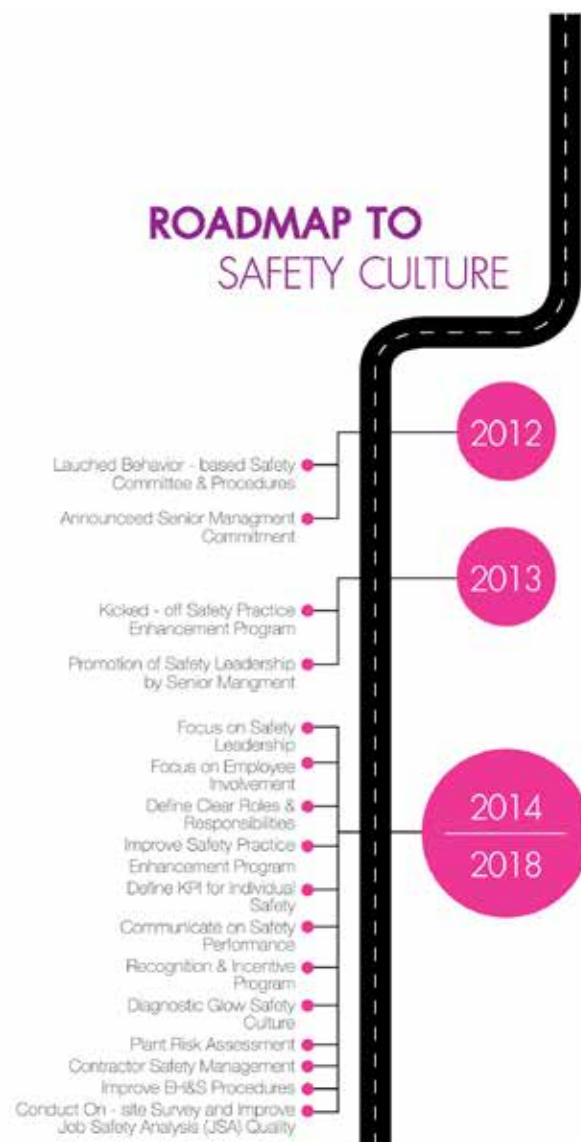 ROADMAP TO
SAFETY CULTURE
2012
Lauched Behavior - based Safety
Committee & Procedures
Announceed Senior Managment
Commitment
2013
Kicked - off Safety Practice
Enhancement Program
Promotion of Safety Leadership
by Senior Mangment
2014
2018
Focus on Safety
Leadership
Focus on Employee
Involvement
Define Clear Roles &
Responsibilities
Improve Safety Practice
Enhancement Program
Define KPI for Individual
Safety
Communicate on Safety
Performance
Recognition & Incentive
Program
Diagnostic Glow Safety
Culture
Plant Risk Assessment
Contractor Safety Management
Improve EH&S Procedures
Conduct On - site Survey and Improve
Job Safety Analysis (JSA) Quality